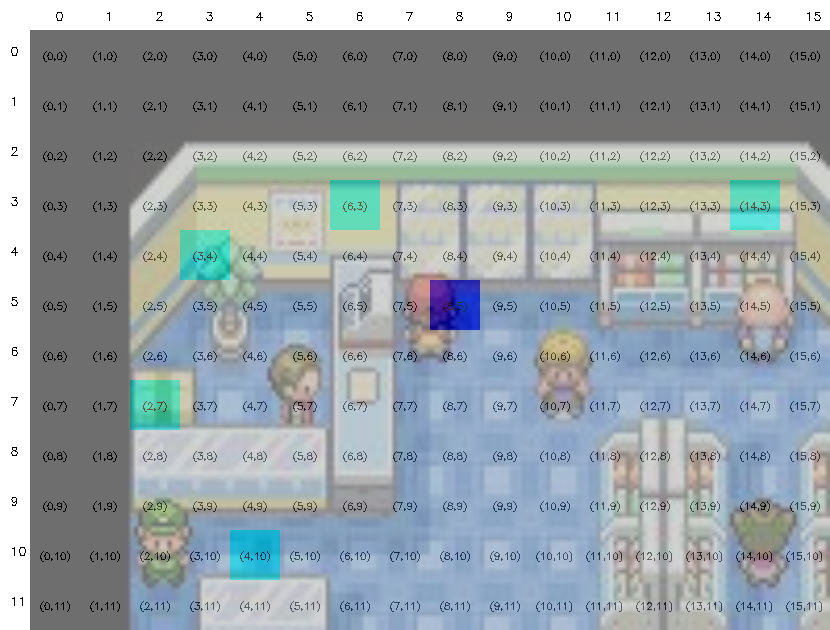 0 1 2 3 4 5 6 7 8 9 10 11 12 13 14 15
0 (0,0) (1,0) (2,0) (3,0) (4,0) (5,0) (6,0) (7,0) (8,0) (9,0) (10,0) (11,0) (12,0) (13,0) (14,0) (15,0)
1 (0,1) (1,1) (2,1) (3,1) (4,1) (5,1) (6,1) (7,1) (8,1) (9,1) (10,1) (11,1) (12,1) (13,1) (14,1) (15,1)
2 (0,2) (1,2) (2,2) (3,2) (4,2) (5,2) (6,2) (7,2) (8,2) (9,2) (10,2) (11,2) (12,2) (13,2) (14,2) (15,2)
3 (0,3) (1,3) (2,3) (3,3) (4,3) (5,3) (6,3) (7,3) (8,3) (9,3) (10,3) (11,3) (12,3) (13,3) (14,3) (15,3)
4 (0,4) (1,4) (2,4) (3,4) (4,4) (5,4) (6,4) (7,4) (8,4) (9,4) (10,4) (11,4) (12,4) (13,4) (14,4) (15,4)
5 (0,5) (1,5) (2,5) (3,5) (4,5) (5,5) (6,5) (7,5) (9,5) (10,5) (11,5) (12,5) (13,5) (14,5) (15,5)
6 (0,6) (1,6) (2,6) (3,6) (4,6) (5,6) (6,6) (7,6) (8,6) (9,6) (10,6) (11,6) (12,6) (13,6) (14,6) (15,6)
7 (0,7) (1,7) (2,7) (3,7) (4,7) (5,7) (6,7) (7,7) (8,7) (9,7) (10,7) (11,7) (12,7) (13,7) (14,7) (15,7)
8 (0,8) (1,8) (2,8) (3,8) (4,8) (5,8) (6,8) (7,8) (8,8) (9,8) (10,8) (11,8) (12,8) (13,8) (14,8) (15,8)
9 (0,9) (1,9) (2,9) (3,9) (4,9) (5,9) (6,9) (7,9) (8,9) (9,9) (10,9) (11,9) (12,9) (13,9) (14,9) (15,9)
10 (0,10) (1,10) (2,10) (3,10) (4,10) (5,10) (6,10) (7,10) (8,10) (9,10) (10,10) (11,10) (12,10) (13,10) (14,10) (15,10)
11 (0,11) (1,11) (2,11) (3,11) (4,11) (5,11) (6,11) (7,11) (8,11) (9,11) (10,11) (11,11) (12,11) (13,11) (14,11) (15,11)